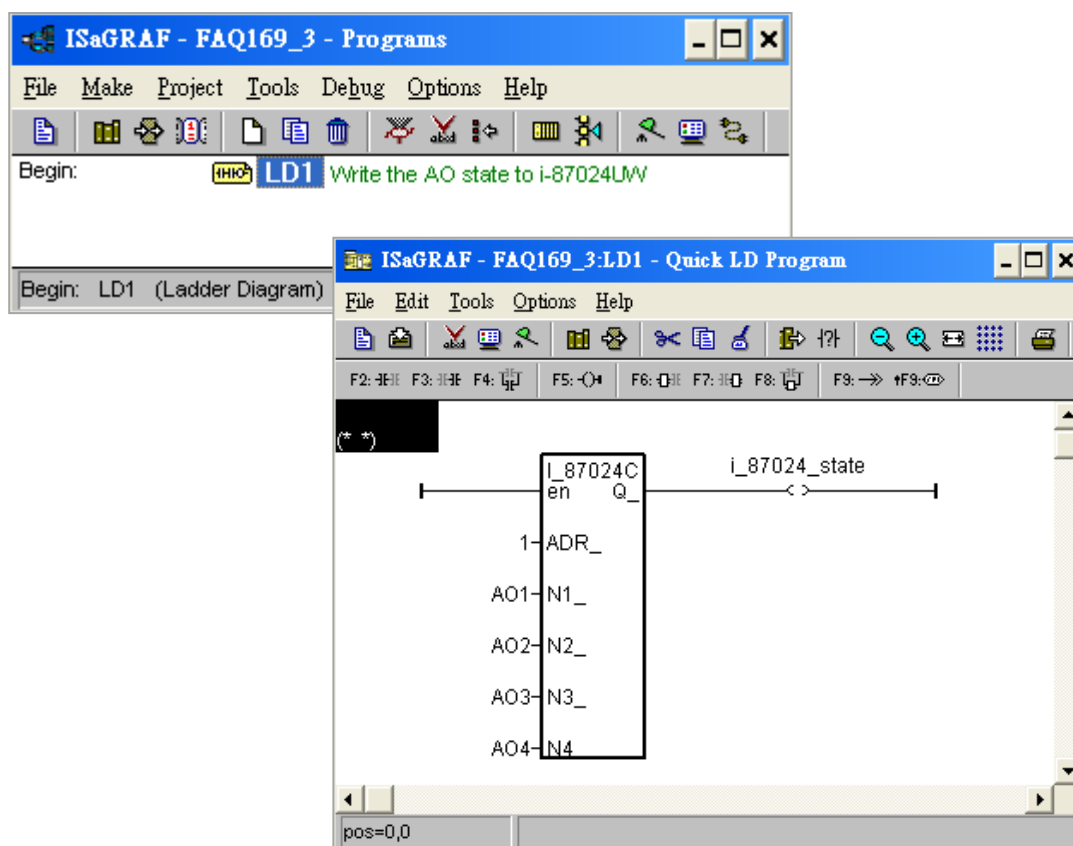 ISaGRAF - FAQ169_3 - Programs
File Make Project Tools Debug Options Help
Begin: LD1 Write the AO state to i-87024UW
Begin: LD1 (Ladder Diagram)
ISaGRAF - FAQ169_3:LD1 - Quick LD Program
File Edit Tools Options Help
F2: F3: F4: F5: F6: F7: F8: F9: F9:
(* *)
I_87024C
i_87024_state
en Q_
1 ADR_
AO1 N1_
AO2 N2_
AO3 N3_
AO4 N4
pos=0,0